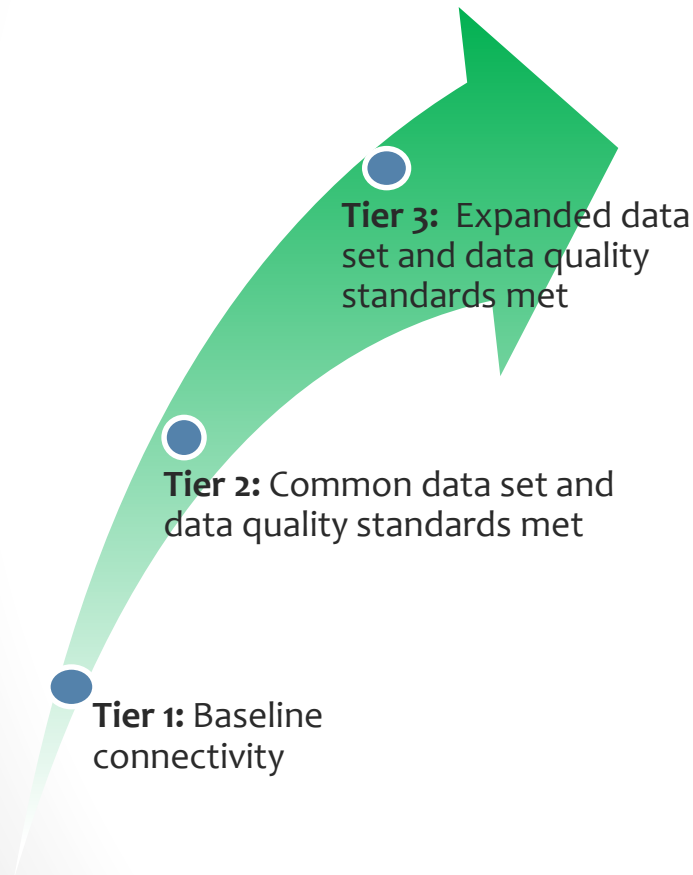 Tier 3:  Expanded data
set and data quality
standards met
Tier 2: Common data set and
data quality standards met
Tier 1: Baseline
connectivity